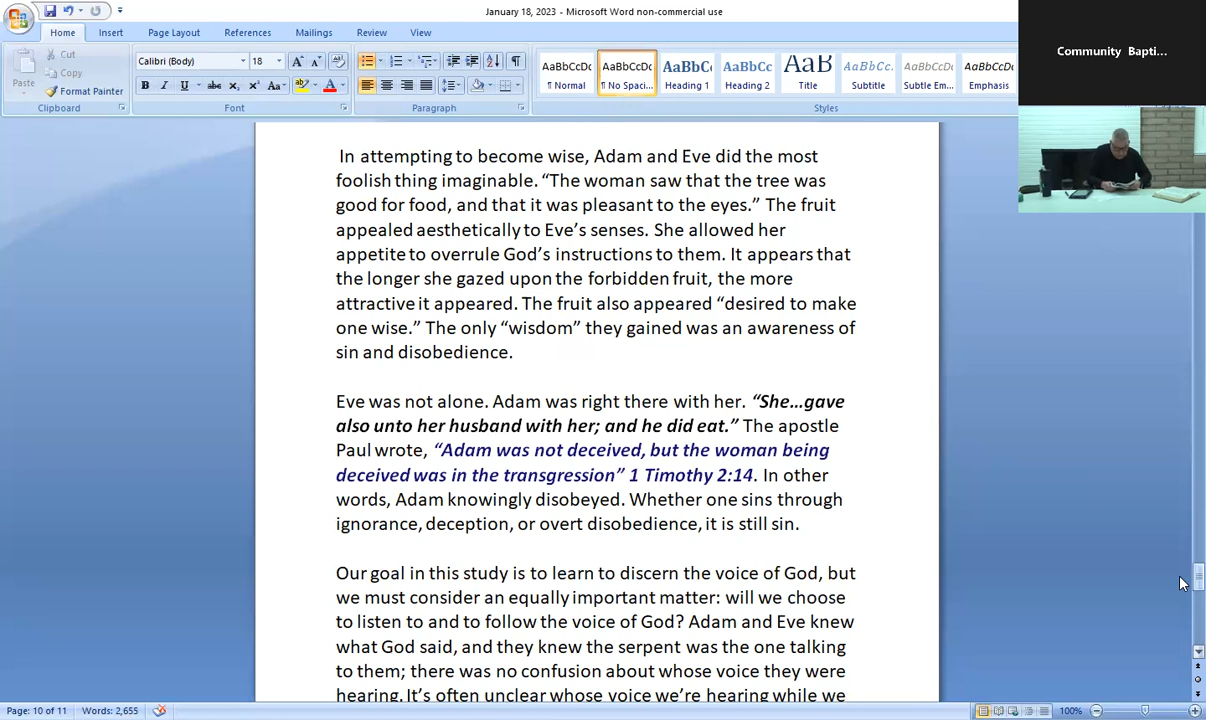 January 18, 2023 - Microsoft Word non-commercial use
Home Insert Page Layout References Mailings Review View
Paste
Cut
Copy
Format Painter
Clipboard
Calibri (Body) 18
Font
Paragraph
AaBbCcDc AaBbCcDc AaBbCc AaBbCc AaB AaBbCcDc AaBbCcDc AaBbCcDc
¶ Normal ¶ No Spaci... Heading 1 Heading 2 Title Subtitle Subtle Em... Emphasis
Styles
Community Bapti...
In attempting to become wise, Adam and Eve did the most
foolish thing imaginable. “The woman saw that the tree was
good for food, and that it was pleasant to the eyes.” The fruit
appealed aesthetically to Eve’s senses. She allowed her
appetite to overrule God’s instructions to them. It appears that
the longer she gazed upon the forbidden fruit, the more
attractive it appeared. The fruit also appeared “desired to make
one wise.” The only “wisdom” they gained was an awareness of
sin and disobedience.
Eve was not alone. Adam was right there with her. “She…gave
also unto her husband with her; and he did eat.” The apostle
Paul wrote, “Adam was not deceived, but the woman being
deceived was in the transgression” 1 Timothy 2:14. In other
words, Adam knowingly disobeyed. Whether one sins through
ignorance, deception, or overt disobedience, it is still sin.
Our goal in this study is to learn to discern the voice of God, but
we must consider an equally important matter: will we choose
to listen to and to follow the voice of God? Adam and Eve knew
what God said, and they knew the serpent was the one talking
to them; there was no confusion about whose voice they were
hearing. It’s often unclear whose voice we’re hearing while we
Page: 10 of 11 Words: 2,655 100%